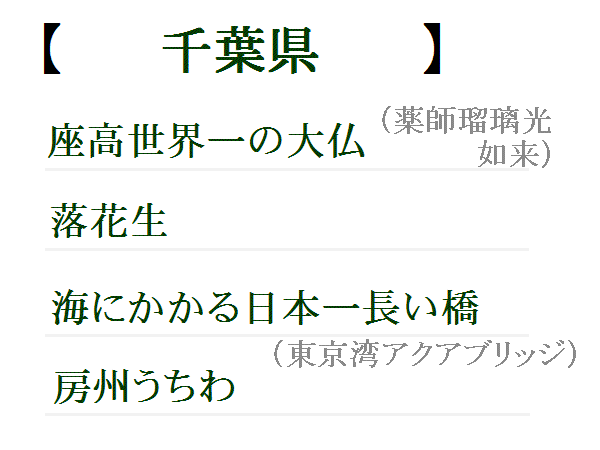 【 千葉県 】
座高世界一の大仏（薬師瑠璃光
如来）
落花生
海にかかる日本一長い橋
（東京湾アクアブリッジ）
房州うちわ